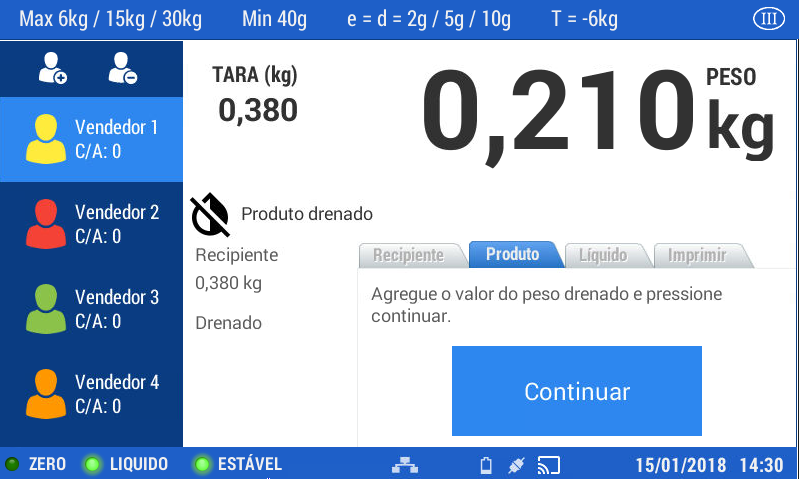 Max 6kg / 15kg / 30kg Min 40g e = d = 2g / 5g / 10g T = -6kg III
Vendedor 1
C/A: 0
Vendedor 2
C/A: 0
Vendedor 3
C/A: 0
Vendedor 4
C/A: 0
TARA (kg)
0,380
0,210
PESO
kg
Produto drenado
Recipiente
0,380 kg
Drenado
Recipiente Produto Líquido Imprimir
Agregue o valor do peso drenado e pressione
continuar.
Continuar
ZERO LIQUIDO ESTÁVEL 15/01/2018 14:30